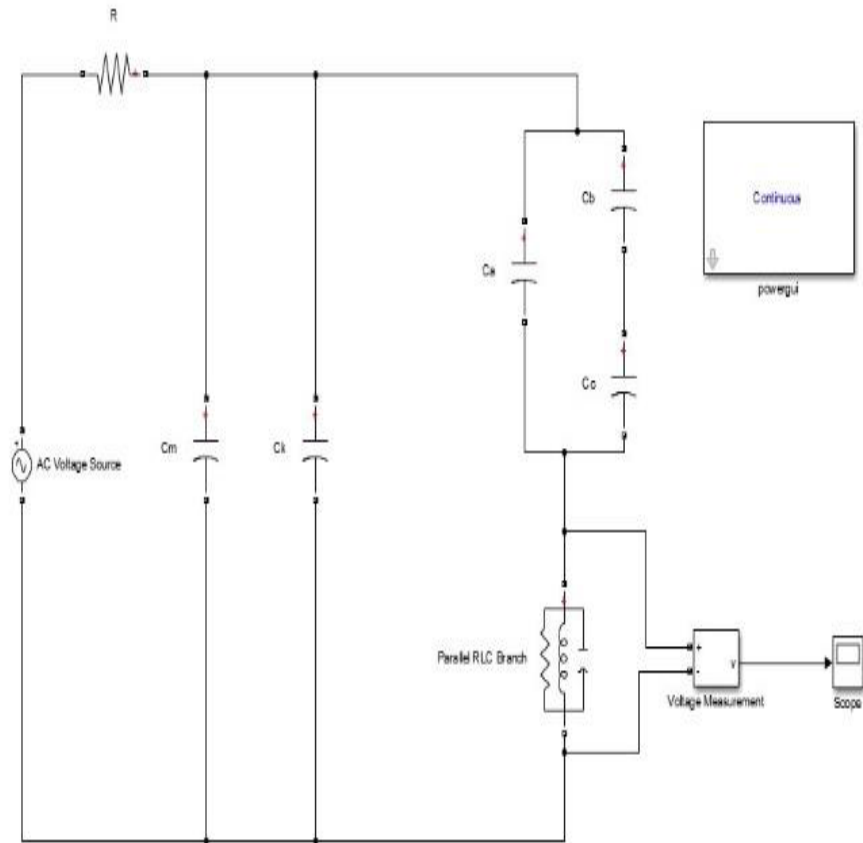 R
Cb
Continuous
Ca
powergui
Cc
Cm
Ck
+
AC Voltage Source
Parallel RLC Branch
+
-
v
Voltage Measurement
Scope